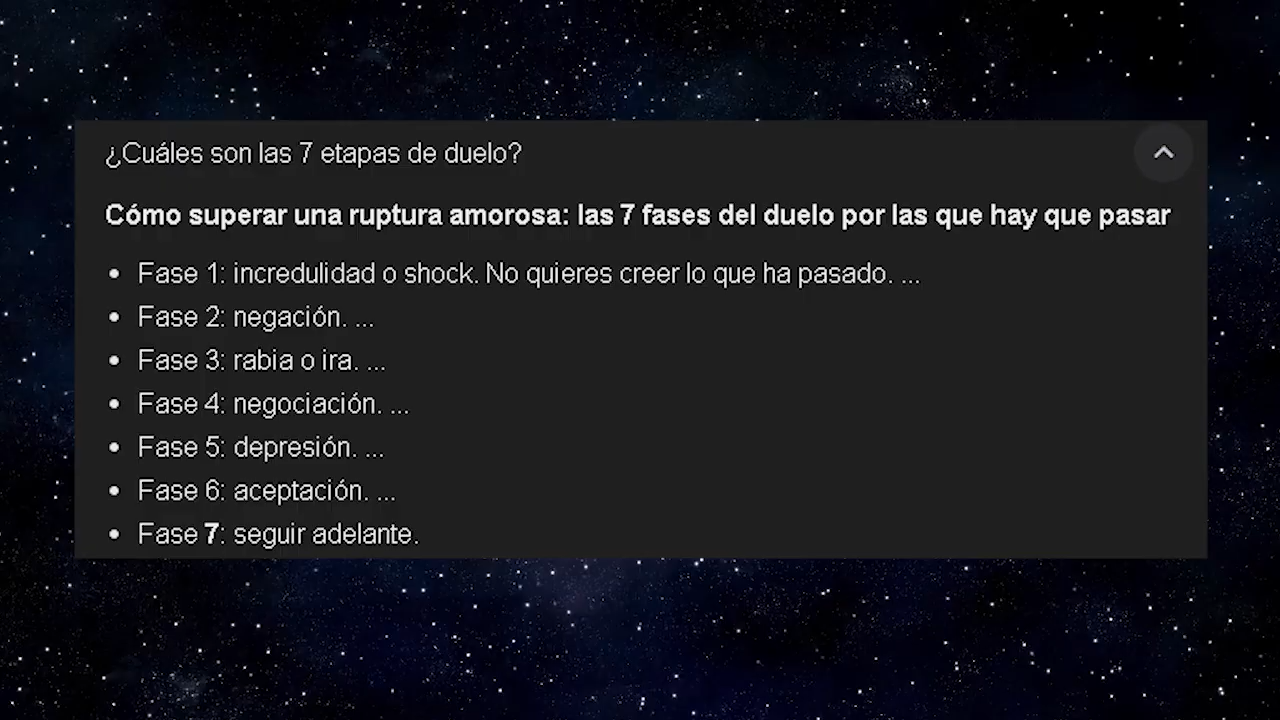 ¿Cuáles son las 7 etapas de duelo?
Cómo superar una ruptura amorosa: las 7 fases del duelo por las que hay que pasar
• Fase 1: incredulidad o shock. No quieres creer lo que ha pasado. ...
• Fase 2: negación. ...
• Fase 3: rabia o ira. ...
• Fase 4: negociación. ...
• Fase 5: depresión. ...
• Fase 6: aceptación. ...
• Fase 7: seguir adelante.